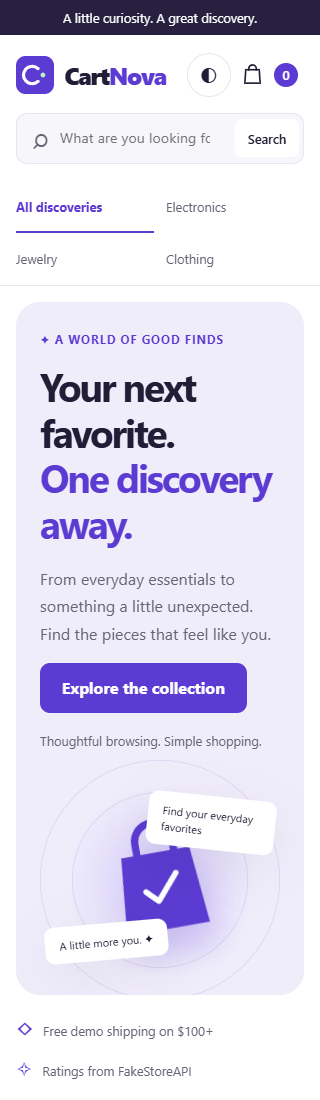 A little curiosity. A great discovery.
CartNova
0
What are you looking fo
Search
All discoveries
Electronics
Jewelry
Clothing
✦ A WORLD OF GOOD FINDS
Your next
favorite.
One discovery
away.
From everyday essentials to
something a little unexpected.
Find the pieces that feel like you.
Explore the collection
Thoughtful browsing. Simple shopping.
Find your everyday
favorites
A little more you. ✦
Free demo shipping on $100+
Ratings from FakeStoreAPI